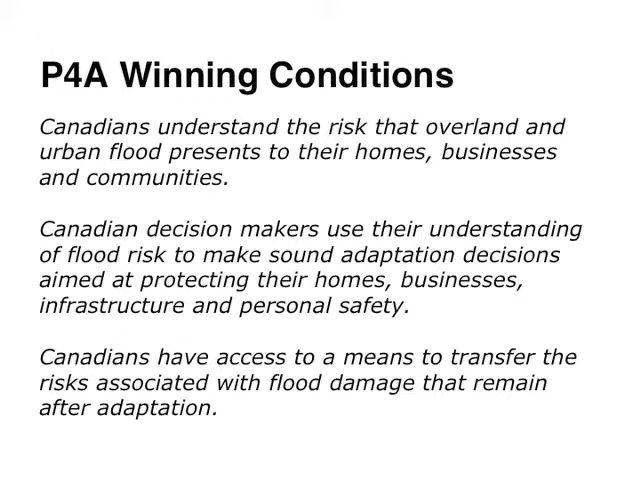 P4A Winning Conditions
Canadians understand the risk that overland and
urban flood presents to their homes, businesses
and communities.
Canadian decision makers use their understanding
of flood risk to make sound adaptation decisions
aimed at protecting their homes, businesses,
infrastructure and personal safety.
Canadians have access to a means to transfer the
risks associated with flood damage that remain
after adaptation.